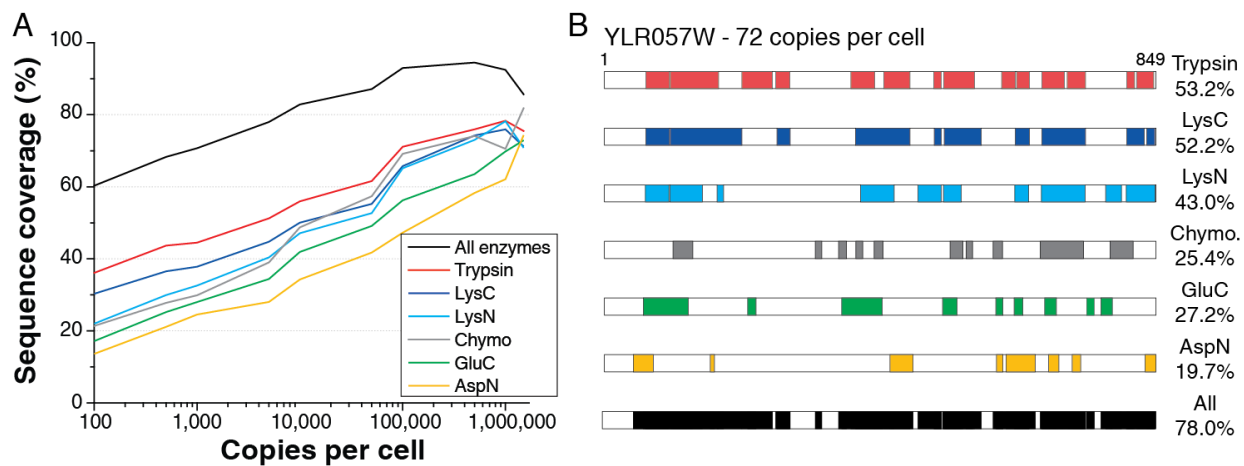 A
Sequence coverage (%)
100
80
60
40
20
0
100
1,000
10,000
100,000
1,000,000
Copies per cell
All enzymes
Trypsin
LysC
LysN
Chymo
GluC
AspN
B
YLR057W - 72 copies per cell
1
849
Trypsin
53.2%
LysC
52.2%
LysN
43.0%
Chymo.
25.4%
GluC
27.2%
AspN
19.7%
All
78.0%